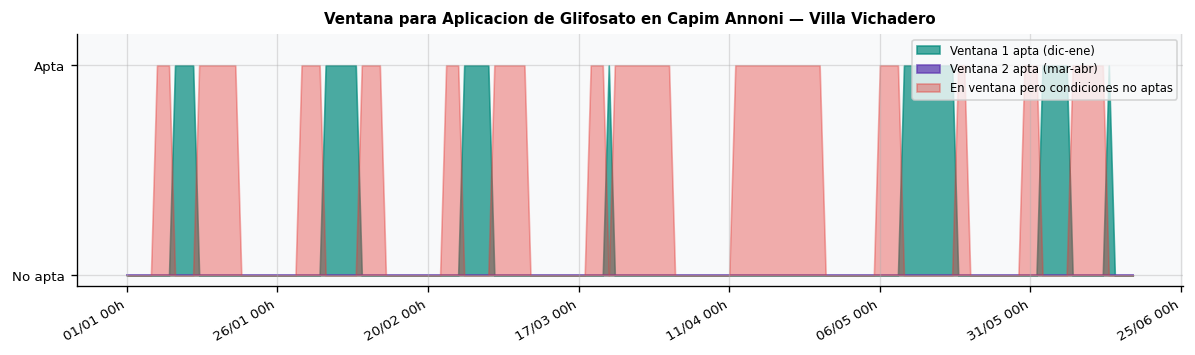 Ventana para Aplicacion de Glifosato en Capim Annoni — Villa Vichadero
Apta
No apta
Ventana 1 apta (dic-ene)
Ventana 2 apta (mar-abr)
En ventana pero condiciones no aptas
01/01 00h
26/01 00h
20/02 00h
17/03 00h
11/04 00h
06/05 00h
31/05 00h
25/06 00h